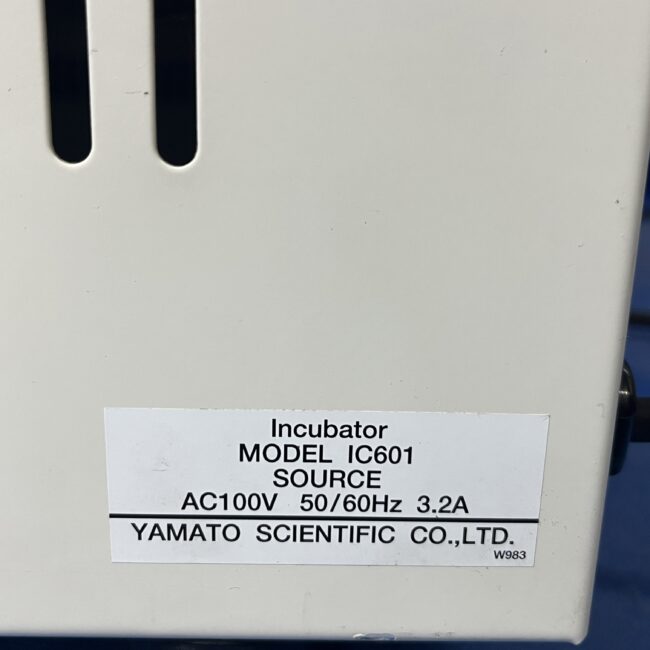 Incubator
MODEL IC601
SOURCE
AC100V 50/60Hz 3.2A
YAMATO SCIENTIFIC CO.,LTD.
W983